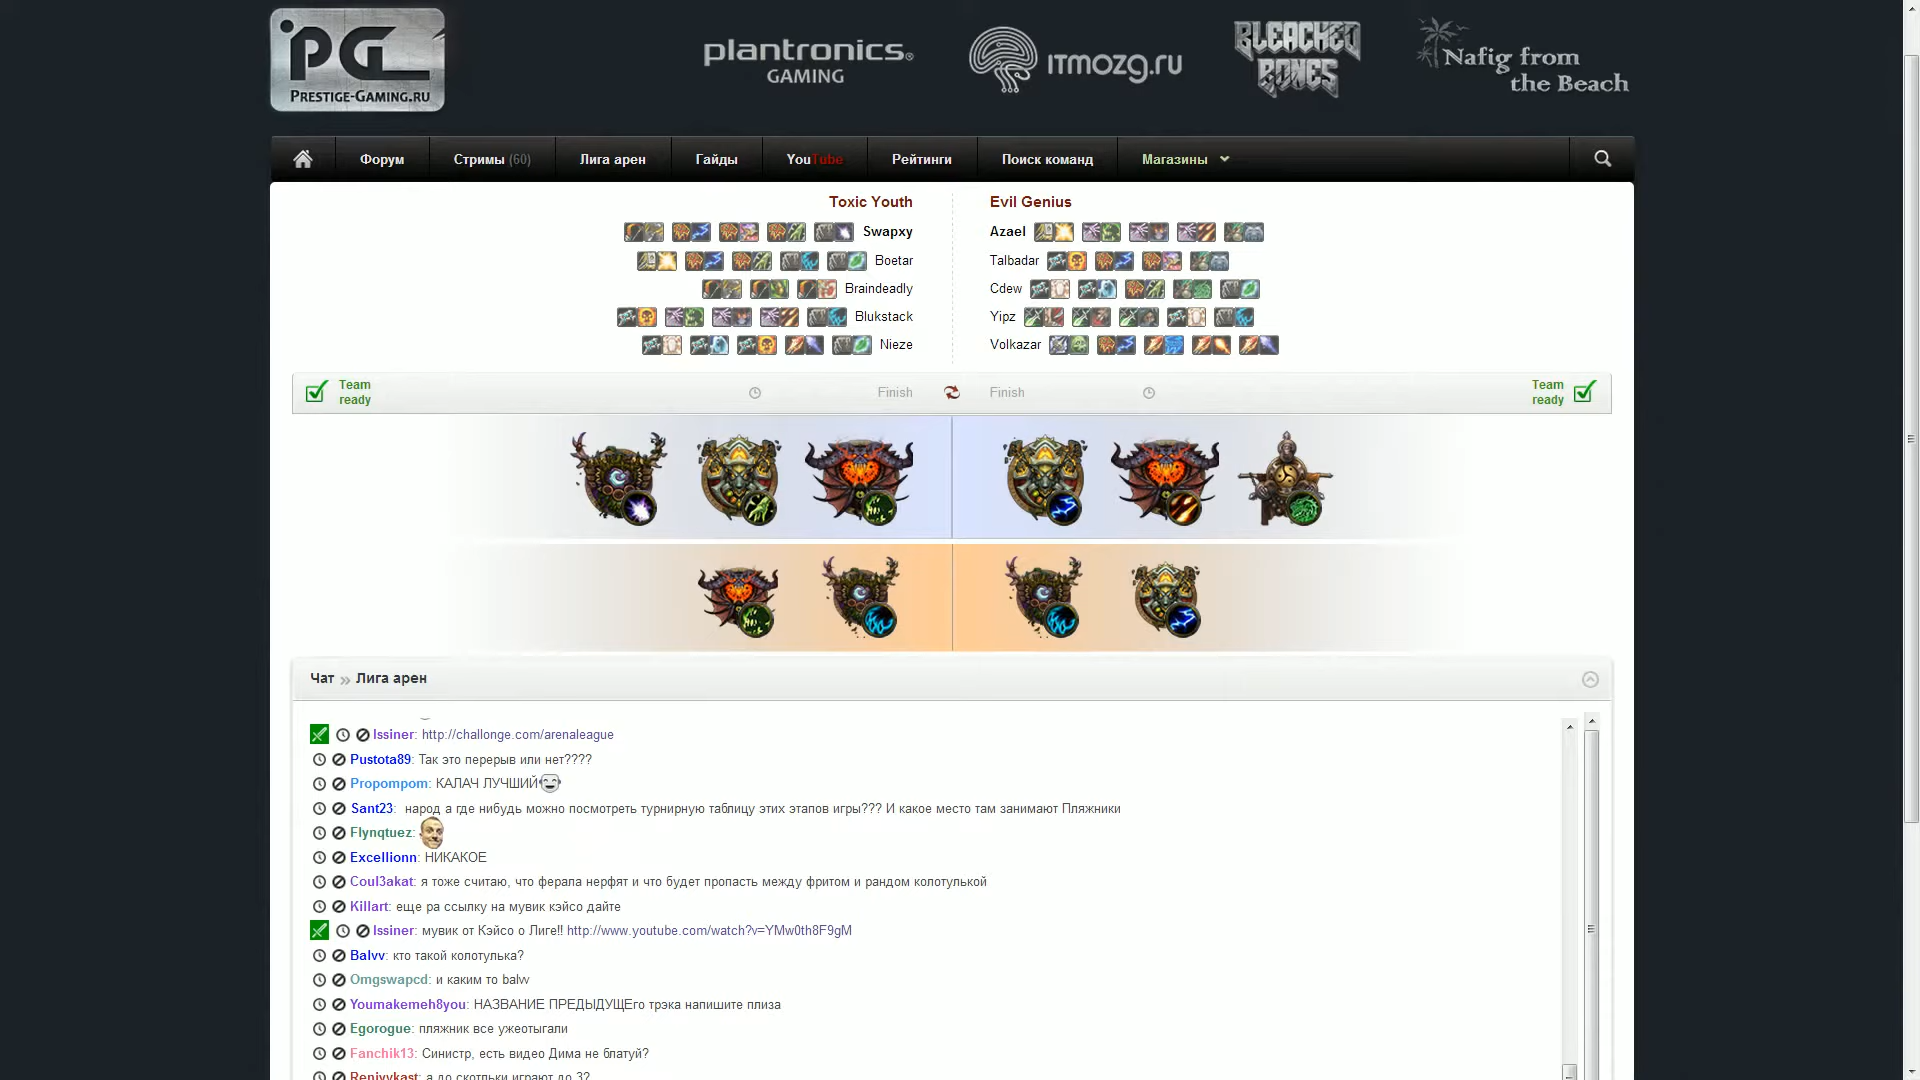 PG
PRESTIGE-GAMING.RU
plantronics®
GAMING
ITMOZG.RU
BLEACHED
BONES
Nafig from
the Beach
Форум
Стримы (60)
Лига арен
Гайды
YouTube
Рейтинги
Поиск команд
Магазины
Toxic Youth
Evil Genius
Swapxy
Azael
Boetar
Talbadar
Braindeadly
Cdew
Blukstack
Yipz
Nieze
Volkazar
Team
ready
Finish
Finish
Team
ready
Чат » Лига арен
Issiner: http://challonge.com/arenaleague
Pustota89: Так это перерыв или нет????
Propompom: КАЛАЧ ЛУЧШИЙ
Sant23: народ а где нибудь можно посмотреть турнирную таблицу этих этапов игры??? И какое место там занимают Пляжники
Flynqtuez:
Excellionn: НИКАКОЕ
Coul3akat: я тоже считаю, что ферала нерфят и что будет пропасть между фритом и рандом колотулькой
Killart: еще ра ссылку на мувик кэйсо дайте
Issiner: мувик от Кэйсо о Лиге!! http://www.youtube.com/watch?v=YMw0th8F9gM
Balvv: кто такой колотулька?
Omgswapcd: и каким то balvv
Youmakemeh8you: НАЗВАНИЕ ПРЕДЫДУЩЕго трэка напишите плиза
Egorogue: пляжник все ужеотыгали
Fanchik13: Синистр, есть видео Дима не блатуй?
Renivvkast: а до скотльки играют до 3?